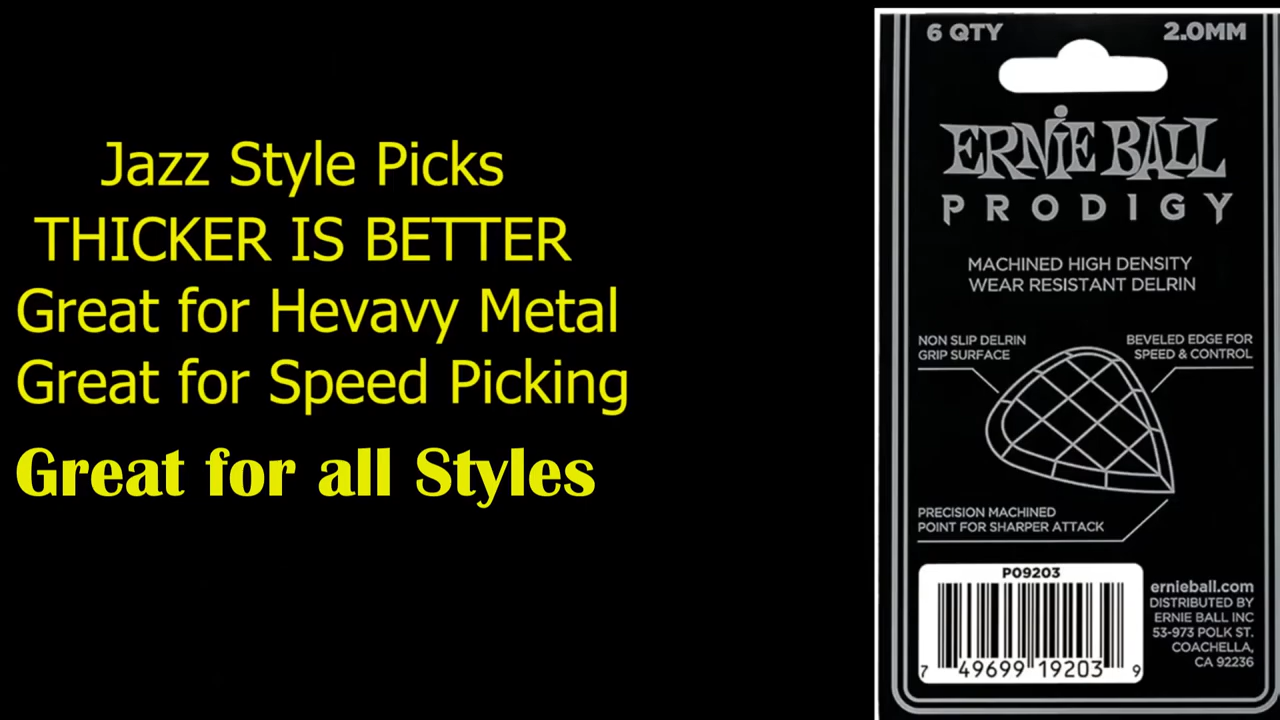 Jazz Style Picks
THICKER IS BETTER
Great for Hevavy Metal
Great for Speed Picking
Great for all Styles
6 QTY
2.0MM
ERNIE BALL
PRODIGY
MACHINED HIGH DENSITY
WEAR RESISTANT DELRIN
NON SLIP DELRIN
GRIP SURFACE
BEVELED EDGE FOR
SPEED & CONTROL
PRECISION MACHINED
POINT FOR SHARPER ATTACK
P09203
7 49699 19203 9
ernieball.com
DISTRIBUTED BY
ERNIE BALL INC
53-973 POLK ST.
COACHELLA,
CA 92236